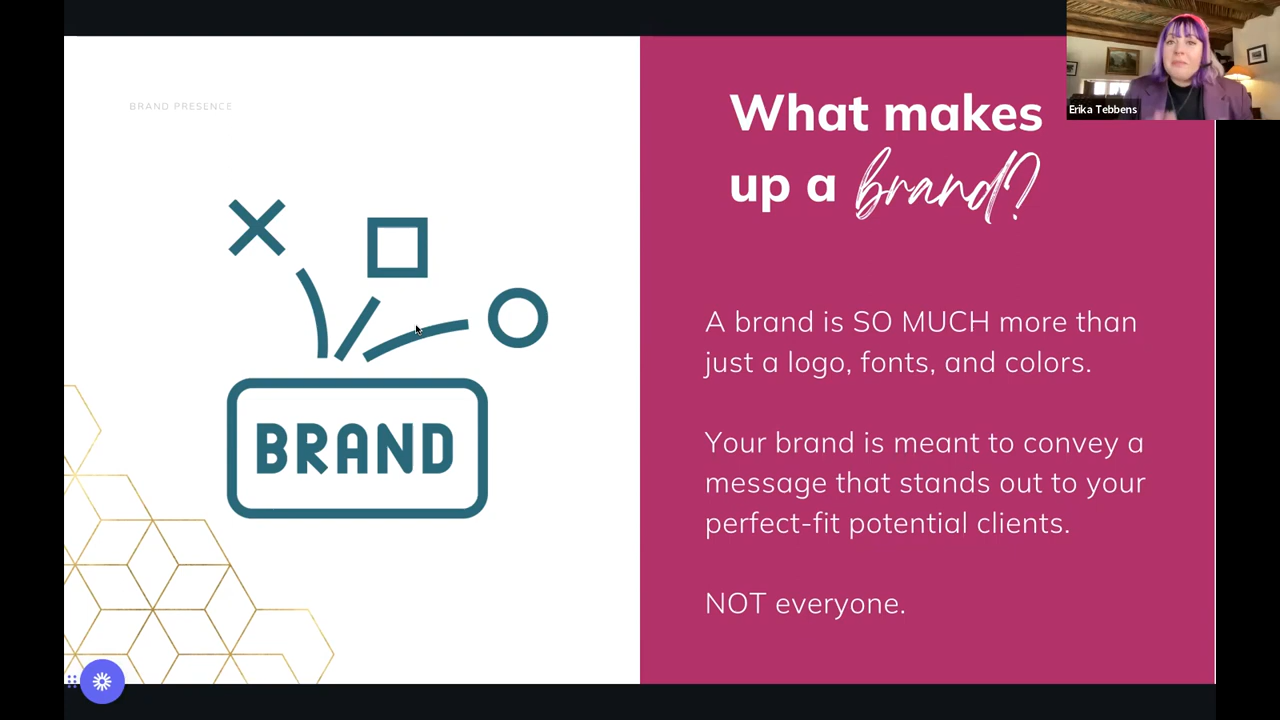 BRAND PRESENCE
What makes
up a brand?
Erika Tebbens
BRAND
A brand is SO MUCH more than
just a logo, fonts, and colors.
Your brand is meant to convey a
message that stands out to your
perfect-fit potential clients.
NOT everyone.